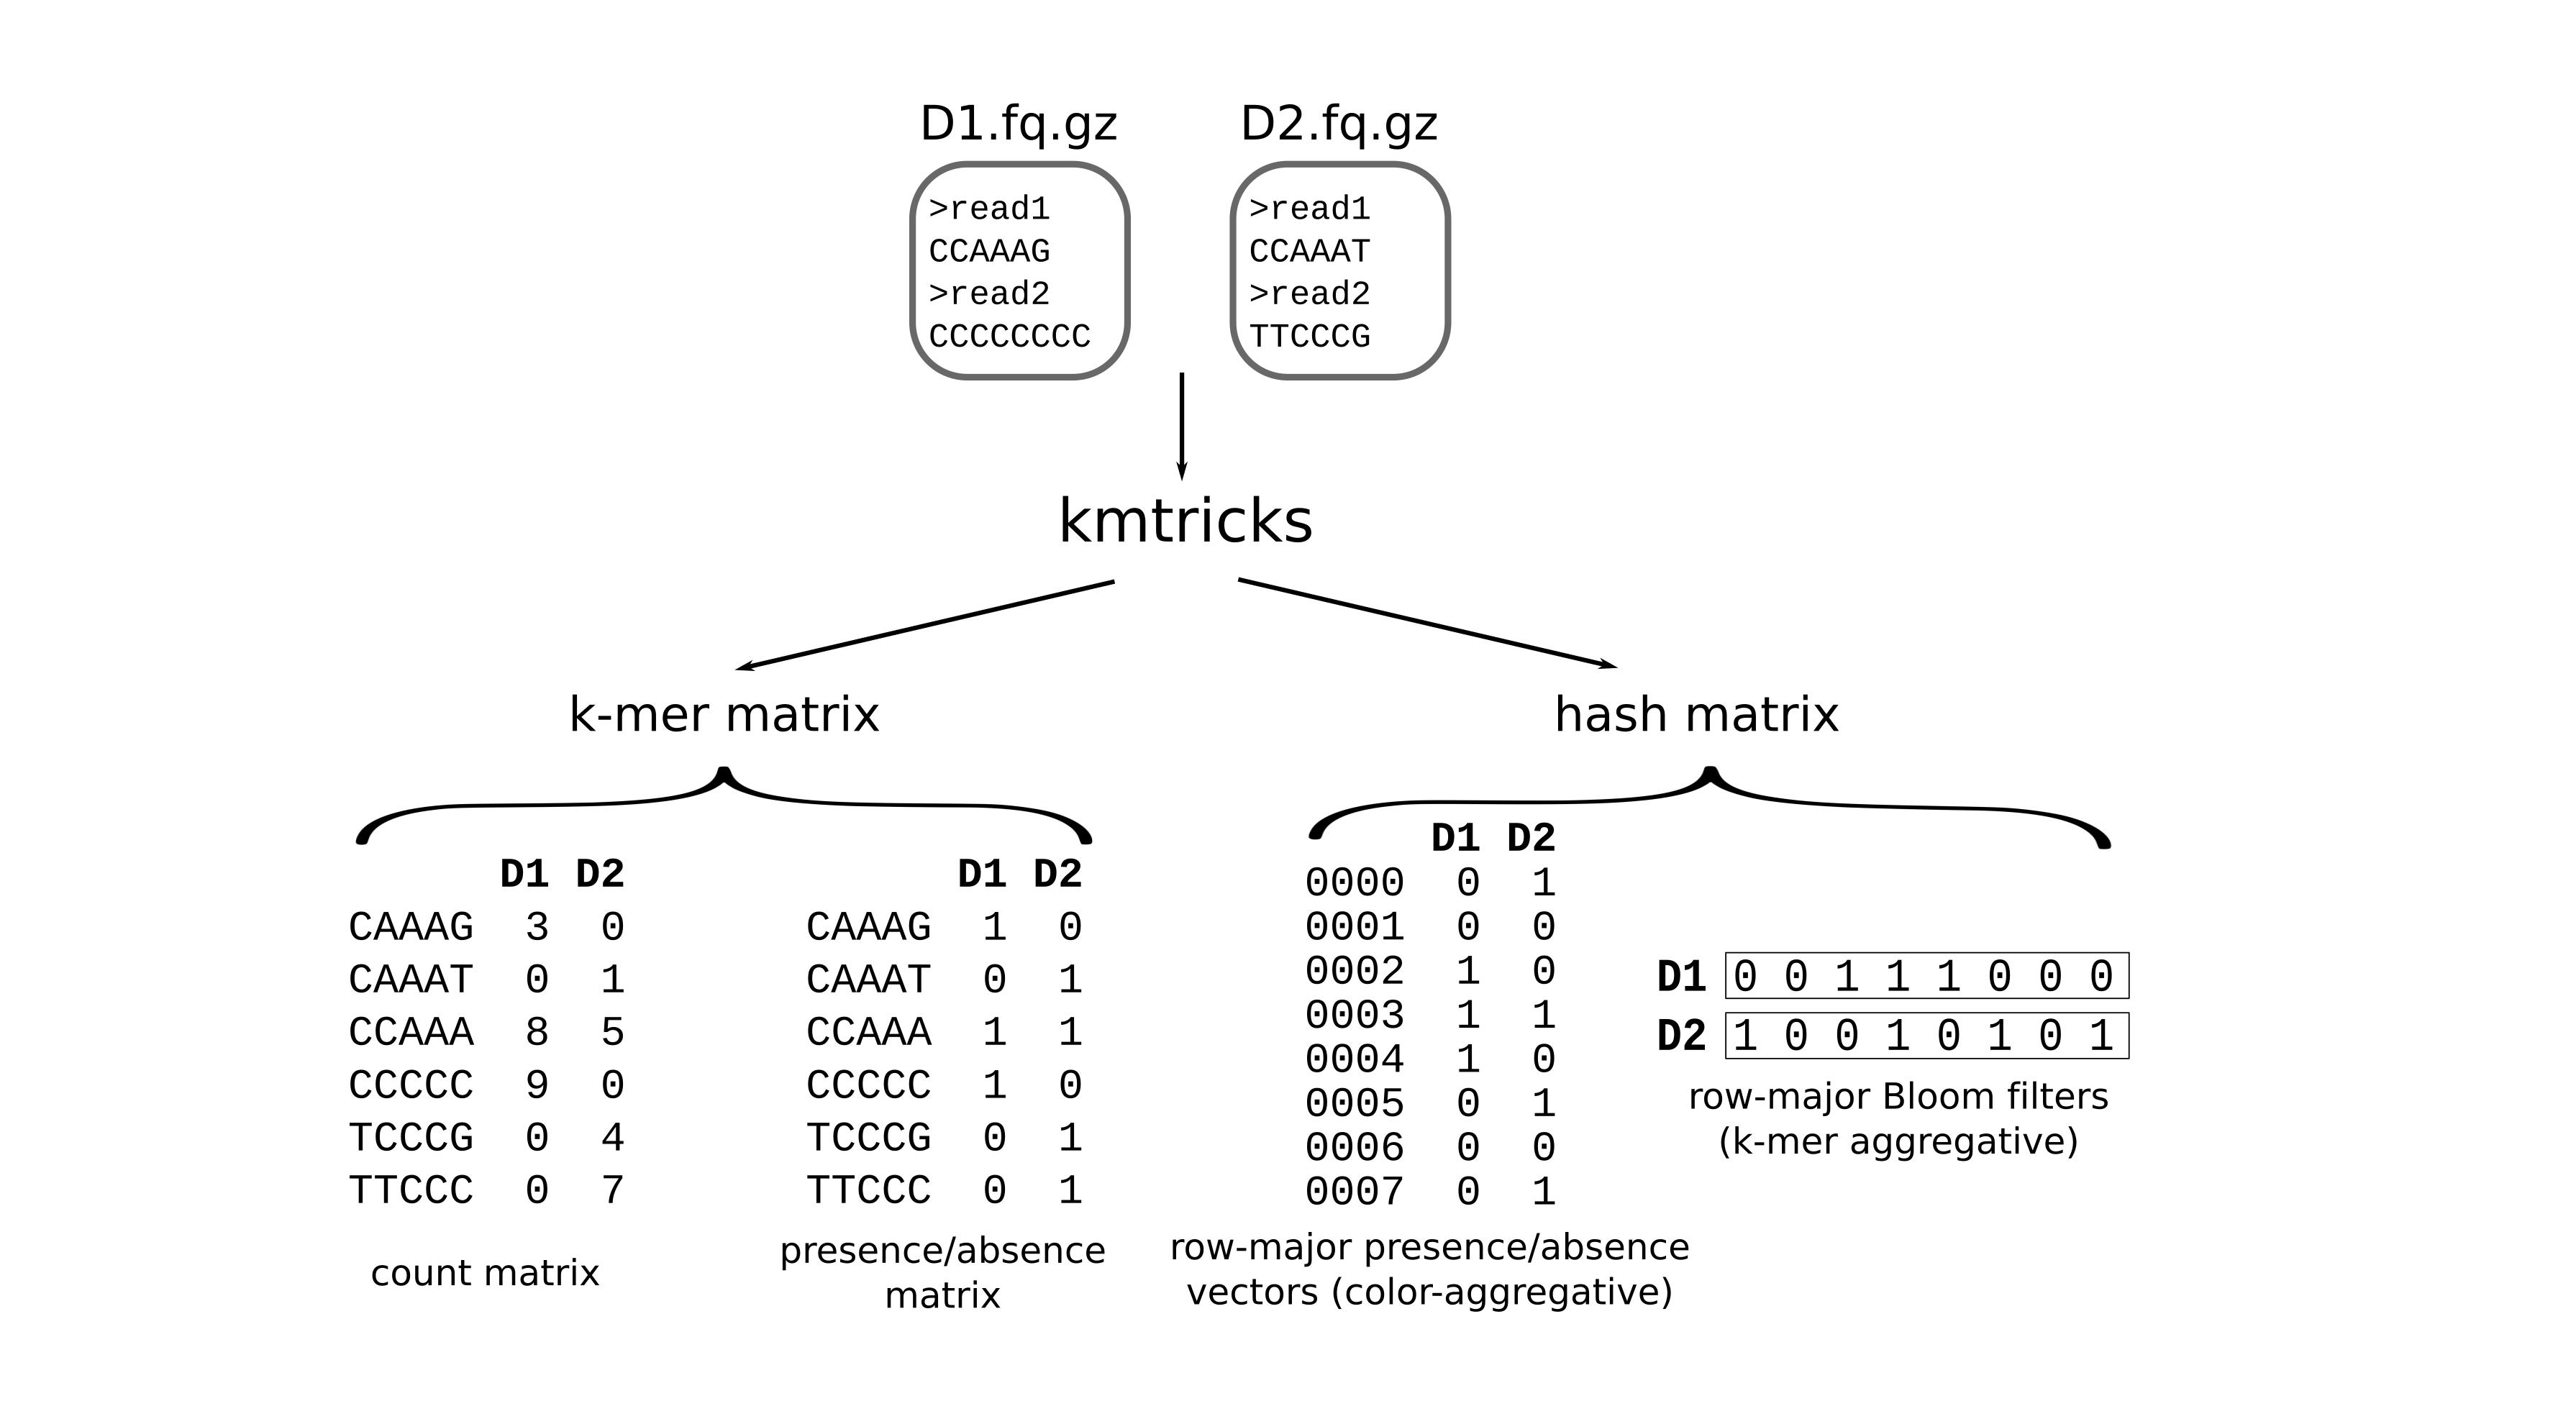 D1.fq.gz
>read1
CCAAAG
>read2
CCCCCCCC
D2.fq.gz
>read1
CCAAAT
>read2
TTCCCG
kmtricks
k-mer matrix
D1 D2
CAAAG 3 0
CAAAT 0 1
CCAAA 8 5
CCCCC 9 0
TCCCG 0 4
TTCCC 0 7
count matrix
D1 D2
CAAAG 1 0
CAAAT 0 1
CCAAA 1 1
CCCCC 1 0
TCCCG 0 1
TTCCC 0 1
presence/absence
matrix
hash matrix
D1 D2
0000 0 1
0001 0 0
0002 1 0
0003 1 1
0004 1 0
0005 0 1
0006 0 0
0007 0 1
row-major presence/absence
vectors (color-aggregative)
D1 0 0 1 1 1 0 0 0
D2 1 0 0 1 0 1 0 1
row-major Bloom filters
(k-mer aggregative)